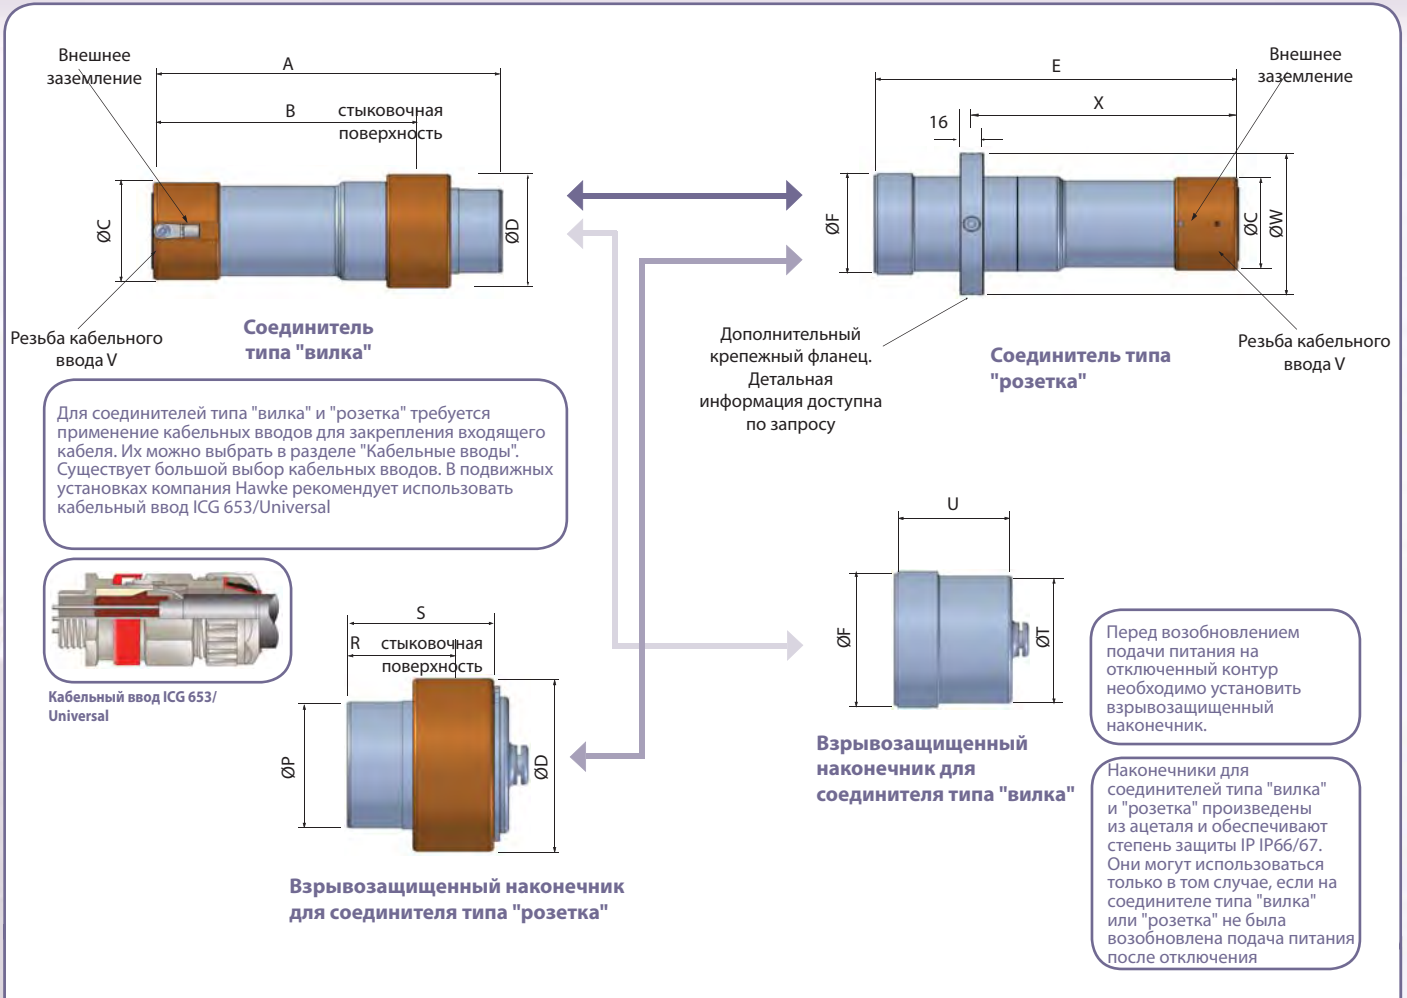 Внешнее
заземление
A
B
стыковочная
поверхность
ØC
ØD
Резьба кабельного
ввода V
Соединитель
типа "вилка"
E
X
16
Внешнее
заземление
ØF
ØC
ØW
Дополнительный
крепежный фланец.
Детальная
информация доступна
по запросу
Соединитель типа
"розетка"
Резьба кабельного
ввода V
Для соединителей типа "вилка" и "розетка" требуется
применение кабельных вводов для закрепления входящего
кабеля. Их можно выбрать в разделе "Кабельные вводы".
Существует большой выбор кабельных вводов. В подвижных
установках компания Hawke рекомендует использовать
кабельный ввод ICG 653/Universal
Кабельный ввод ICG 653/
Universal
S
R
стыковочная
поверхность
ØP
ØD
Взрывозащищенный наконечник
для соединителя типа "розетка"
U
ØF
ØT
Взрывозащищенный
наконечник для
соединителя типа "вилка"
Перед возобновлением
подачи питания на
отключенный контур
необходимо установить
взрывозащищенный
наконечник.
Наконечники для
соединителей типа "вилка"
и "розетка" произведены
из ацеталя и обеспечивают
степень защиты IP IP66/67.
Они могут использоваться
только в том случае, если на
соединителе типа "вилка"
или "розетка" не была
возобновлена подача питания
после отключения